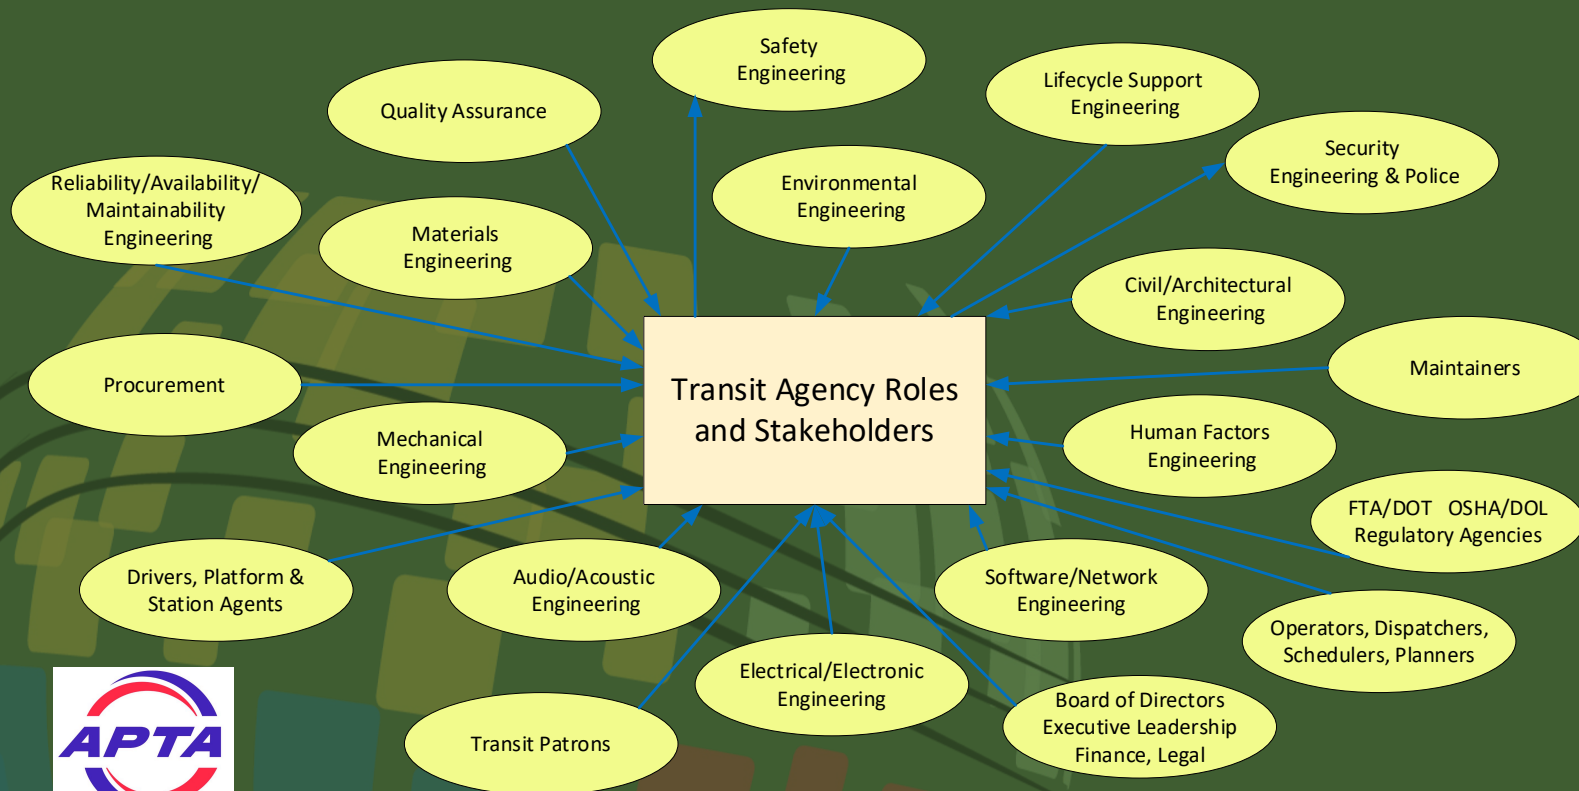 Safety
Engineering
Lifecycle Support
Engineering
Quality Assurance
Security
Engineering & Police
Reliability/Availability/
Maintainability
Engineering
Environmental
Engineering
Materials
Engineering
Civil/Architectural
Engineering
Procurement
Transit Agency Roles
and Stakeholders
Maintainers
Mechanical
Engineering
Human Factors
Engineering
FTA/DOT OSHA/DOL
Regulatory Agencies
Drivers, Platform &
Station Agents
Audio/Acoustic
Engineering
Software/Network
Engineering
Operators, Dispatchers,
Schedulers, Planners
Electrical/Electronic
Engineering
Board of Directors
Executive Leadership
Finance, Legal
Transit Patrons
APTA